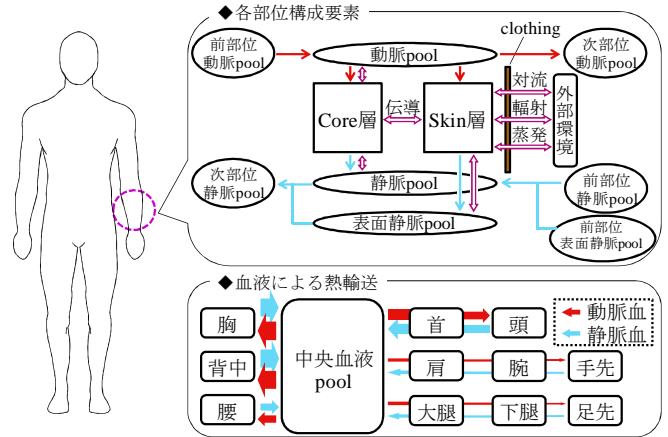 ◆各部位構成要素
clothing
前部位
動脈pool
動脈pool
次部位
動脈pool
対流
Core層
伝導
Skin層
輻射
外部環境
蒸発
次部位
静脈pool
静脈pool
前部位
静脈pool
表面静脈pool
前部位
表面静脈pool
◆血液による熱輸送
胸
首
頭
動脈血
静脈血
背中
中央血液
pool
肩
腕
手先
腰
大腿
下腿
足先